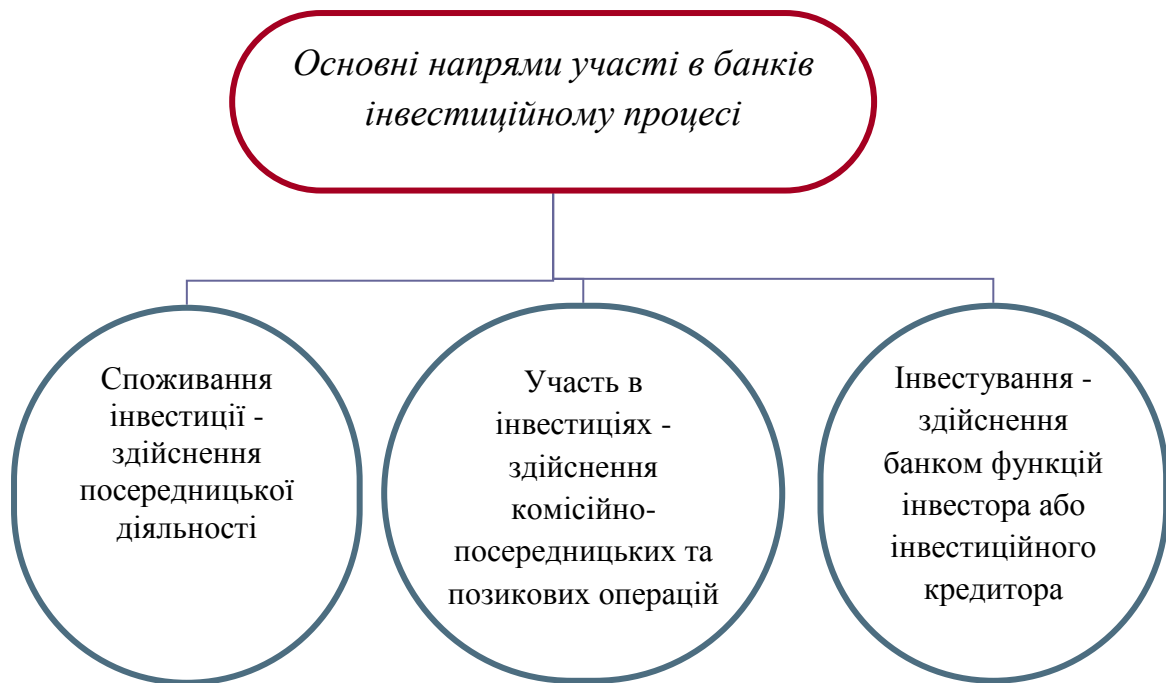 Основні напрями участі в банків
інвестиційному процесі
Споживання
інвестиції -
здійснення
посередницької
діяльності
Участь в
інвестиціях -
здійснення
комісійно-
посередницьких та
позикових операцій
Інвестування -
здійснення
банком функцій
інвестора або
інвестиційного
кредитора